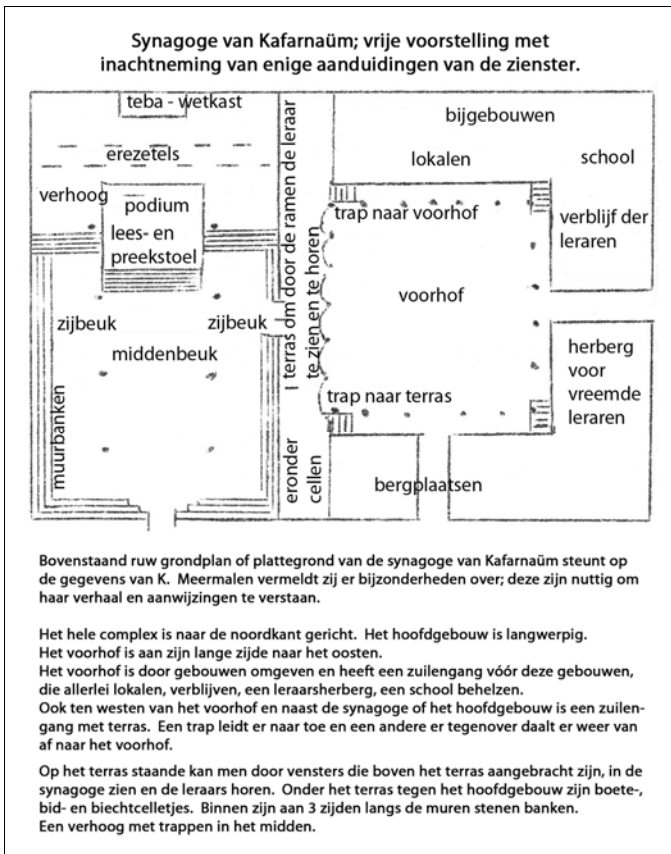 Synagoge van Kafarnaüm; vrije voorstelling met
inachtneming van enige aanduidingen van de zienster.
teba - wetkast
erezetels
verhoog
podium
lees- en
preekstoel
zijbeuk
zijbeuk
middenbeuk
muurbanken
terras om door de ramen de leraar
te zien en te horen
eronder
cellen
bijgebouwen
lokalen
school
trap naar voorhof
verblijf der
leraren
voorhof
trap naar terras
herberg
voor
vreemde
leraren
bergplaatsen
Bovenstaand ruw grondplan of plattegrond van de synagoge van Kafarnaüm steunt op
de gegevens van K. Meermalen vermeldt zij er bijzonderheden over; deze zijn nuttig om
haar verhaal en aanwijzingen te verstaan.
Het hele complex is naar de noordkant gericht. Het hoofdgebouw is langwerpig.
Het voorhof is aan zijn lange zijde naar het oosten.
Het voorhof is door gebouwen omgeven en heeft een zuilengang vóór deze gebouwen,
die allerlei lokalen, verblijven, een leraarsherberg, een school behelzen.
Ook ten westen van het voorhof en naast de synagoge of het hoofdgebouw is een zuilen-
gang met terras. Een trap leidt er naar toe en een andere er tegenover daalt er weer van
af naar het voorhof.
Op het terras staande kan men door vensters die boven het terras aangebracht zijn, in de
synagoge zien en de leraars horen. Onder het terras tegen het hoofdgebouw zijn boete-,
bid- en biechtcelletjes. Binnen zijn aan 3 zijden langs de muren stenen banken.
Een verhoog met trappen in het midden.